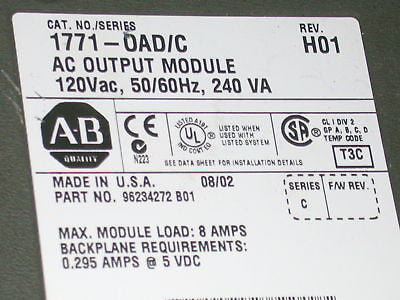 CAT. NO./SERIES REV.
1771-OAD/C H01
AC OUTPUT MODULE
120Vac, 50/60Hz, 240 VA
A-B
QUALITY
N223
UL
LISTED
IND CONT EQ
LISTED WHEN
USED WITH
LISTED SYSTEM
CL I DIV 2
GP A, B, C, D
TEMP CODE
T3C
SEE DATA SHEET FOR INSTALLATION DETAILS
MADE IN U.S.A. 08/02
PART NO. 96234272 B01
SERIES F/W REV.
C
MAX. MODULE LOAD: 8 AMPS
BACKPLANE REQUIREMENTS:
0.295 AMPS @ 5 VDC